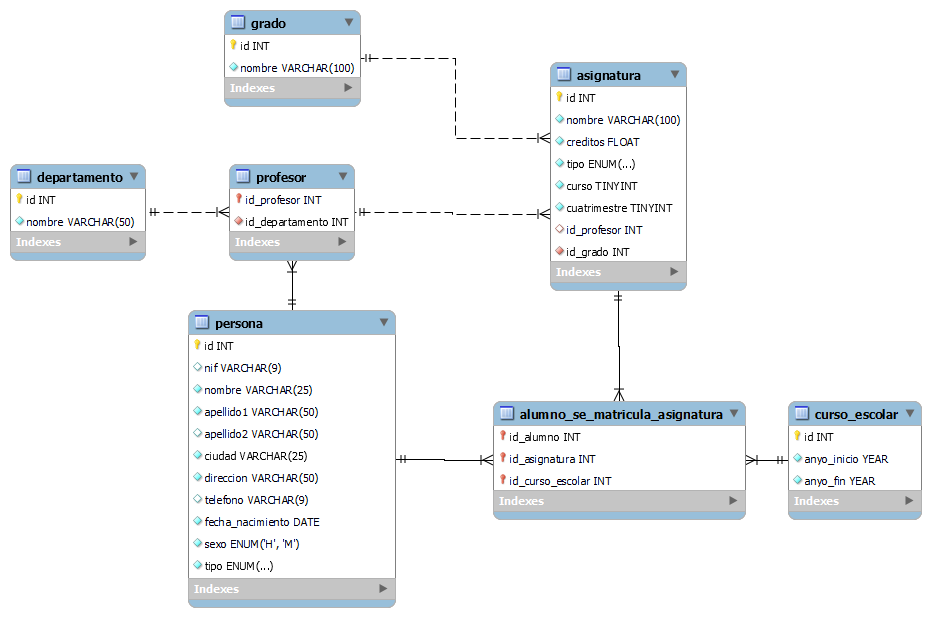 grado
id INT
nombre VARCHAR(100)
Indexes
asignatura
id INT
nombre VARCHAR(100)
creditos FLOAT
tipo ENUM(...)
curso TINYINT
cuatrimestre TINYINT
id_profesor INT
id_grado INT
Indexes
departamento
id INT
nombre VARCHAR(50)
Indexes
profesor
id_profesor INT
id_departamento INT
Indexes
persona
id INT
nif VARCHAR(9)
nombre VARCHAR(25)
apellido1 VARCHAR(50)
apellido2 VARCHAR(50)
ciudad VARCHAR(25)
direccion VARCHAR(50)
telefono VARCHAR(9)
fecha_nacimiento DATE
sexo ENUM('H', 'M')
tipo ENUM(...)
Indexes
alumno_se_matricula_asignatura
id_alumno INT
id_asignatura INT
id_curso_escolar INT
Indexes
curso_escolar
id INT
anyo_inicio YEAR
anyo_fin YEAR
Indexes